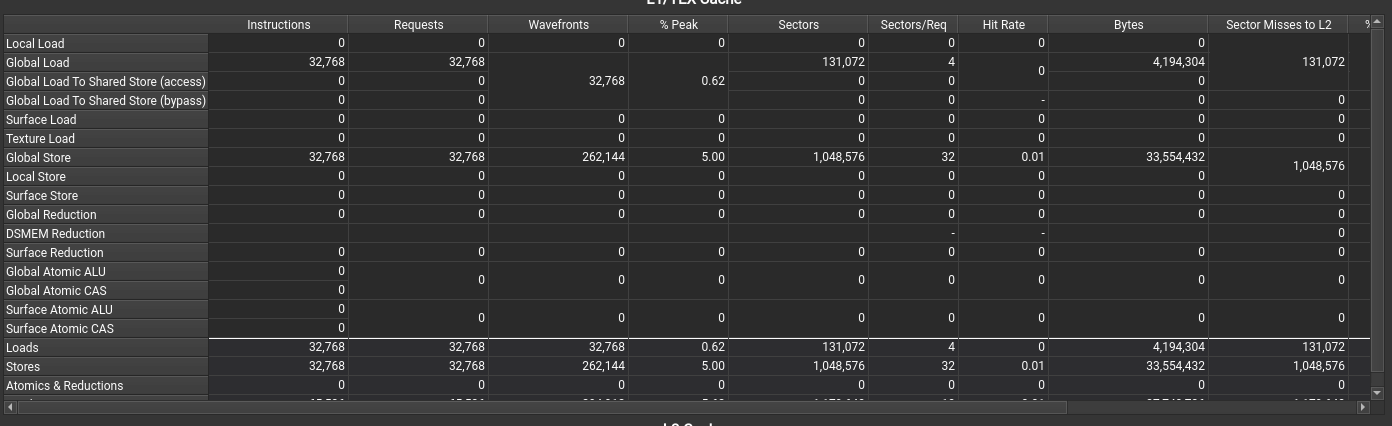 L1/TEX Cache
Instructions Requests Wavefronts % Peak Sectors Sectors/Req Hit Rate Bytes Sector Misses to L2 %
Local Load 0 0 0 0 0 0 0 0
Global Load 32,768 32,768 131,072 4 4,194,304 131,072
0
Global Load To Shared Store (access) 0 0 32,768 0.62 0 0 0
Global Load To Shared Store (bypass) 0 0 0 0 - 0 0
Surface Load 0 0 0 0 0 0 0 0 0
Texture Load 0 0 0 0 0 0 0 0 0
Global Store 32,768 32,768 262,144 5.00 1,048,576 32 0.01 33,554,432
1,048,576
Local Store 0 0 0 0 0 0 0 0
Surface Store 0 0 0 0 0 0 0 0 0
Global Reduction 0 0 0 0 0 0 0 0 0
DSMEM Reduction - - 0
Surface Reduction 0 0 0 0 0 0 0 0 0
Global Atomic ALU 0
0 0 0 0 0 0 0 0
Global Atomic CAS 0
Surface Atomic ALU 0
0 0 0 0 0 0 0 0
Surface Atomic CAS 0
Loads 32,768 32,768 32,768 0.62 131,072 4 0 4,194,304 131,072
Stores 32,768 32,768 262,144 5.00 1,048,576 32 0.01 33,554,432 1,048,576
Atomics & Reductions 0 0 0 0 0 0 0 0 0